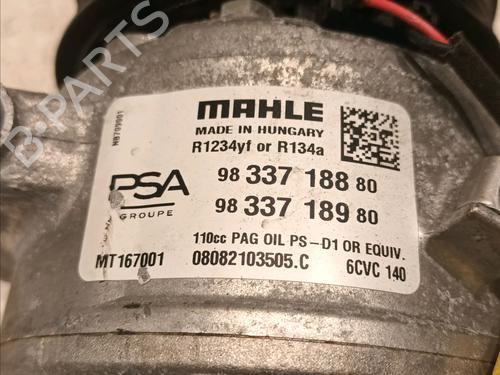 B-PARTS
NB709001
MAHLE
MADE IN HUNGARY
R1234yf or R134a
PSA
GROUPE
98 337 188 80
98 337 189 80
110cc PAG OIL PS-D1 OR EQUIV.
MT167001 08082103505.C 6CVC 140